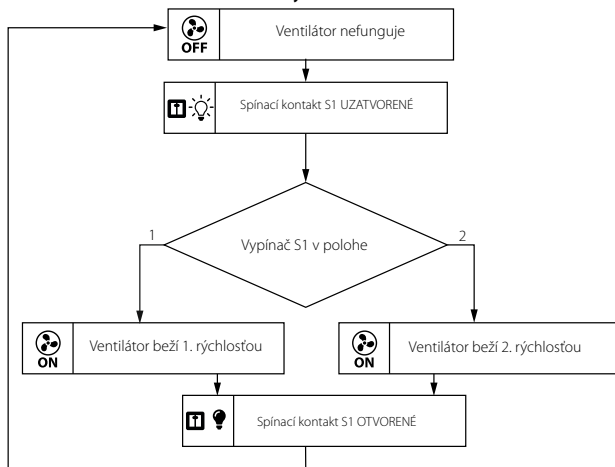 OFF
Ventilátor nefunguje
Spínací kontakt S1 UZATVORENÉ
1
Vypínač S1 v polohe
2
ON
Ventilátor beží 1. rýchlosťou
ON
Ventilátor beží 2. rýchlosťou
Spínací kontakt S1 OTVORENÉ